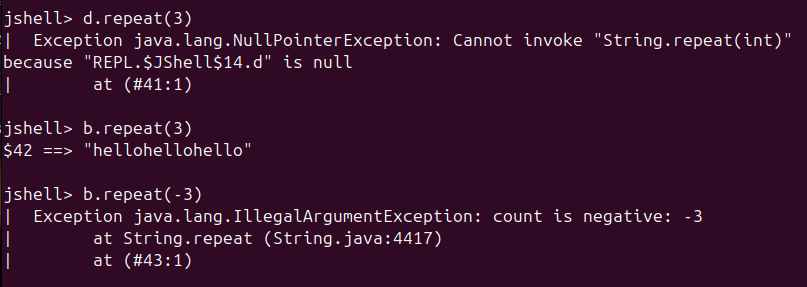 jshell> d.repeat(3)
|  Exception java.lang.NullPointerException: Cannot invoke "String.repeat(int)"
because "REPL.$JShell$14.d" is null
|        at (#41:1)
jshell> b.repeat(3)
$42 ==> "hellohellohello"
jshell> b.repeat(-3)
|  Exception java.lang.IllegalArgumentException: count is negative: -3
|        at String.repeat (String.java:4417)
|        at (#43:1)